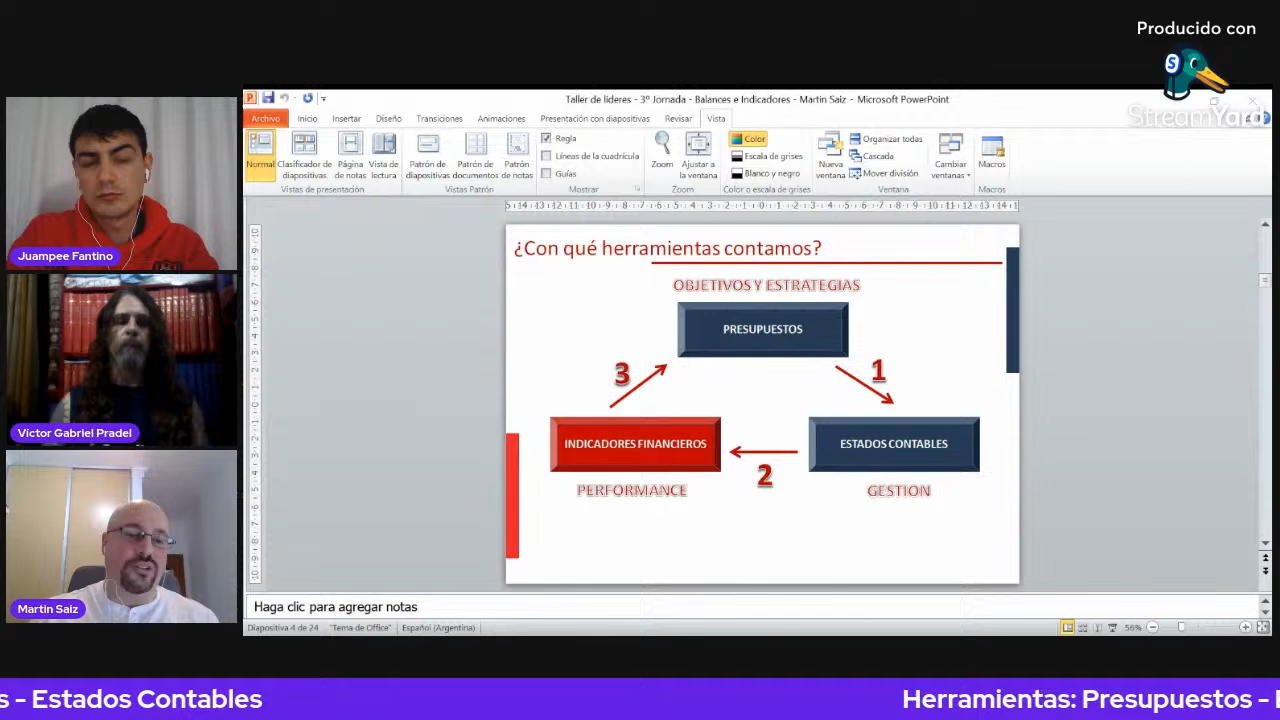 Producido con
StreamYard
Taller de lideres - 3º Jornada - Balances e Indicadores - Martin Saiz - Microsoft PowerPoint
Archivo Inicio Insertar Diseño Transiciones Animaciones Presentación con diapositivas Revisar Vista
Normal Clasificador de diapositivas Página de notas Vista de lectura
Vistas de presentación
Patrón de diapositivas Patrón de documentos Patrón de notas
Vistas Patrón
Regla
Líneas de la cuadrícula
Guías
Mostrar
Zoom Ajustar a la ventana
Zoom
Color
Escala de grises
Blanco y negro
Color o escala de grises
Nueva ventana
Organizar todas
Cascada
Mover división
Cambiar ventanas
Ventana
Macros
Macros
¿Con qué herramientas contamos?
OBJETIVOS Y ESTRATEGIAS
PRESUPUESTOS
3
1
INDICADORES FINANCIEROS
ESTADOS CONTABLES
2
PERFORMANCE
GESTION
Haga clic para agregar notas
Diapositiva 4 de 24 "Tema de Office" Español (Argentina) 56%
Juampee Fantino
Víctor Gabriel Pradel
Martin Saiz
s - Estados Contables
Herramientas: Presupuestos -